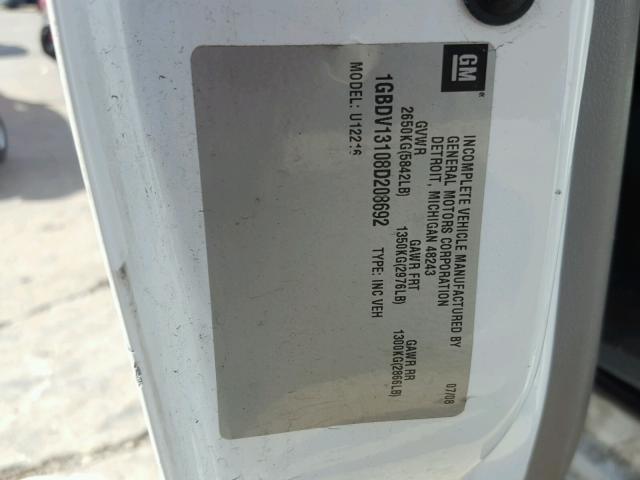 GM®
INCOMPLETE VEHICLE MANUFACTURED BY
GENERAL MOTORS CORPORATION
DETROIT, MICHIGAN 48243
07/08
GVWR GAWR FRT GAWR RR
2650KG(5842LB) 1350KG(2976LB) 1300KG(2866LB)
1GBDV13108D208692 TYPE: INC VEH
MODEL: U12216